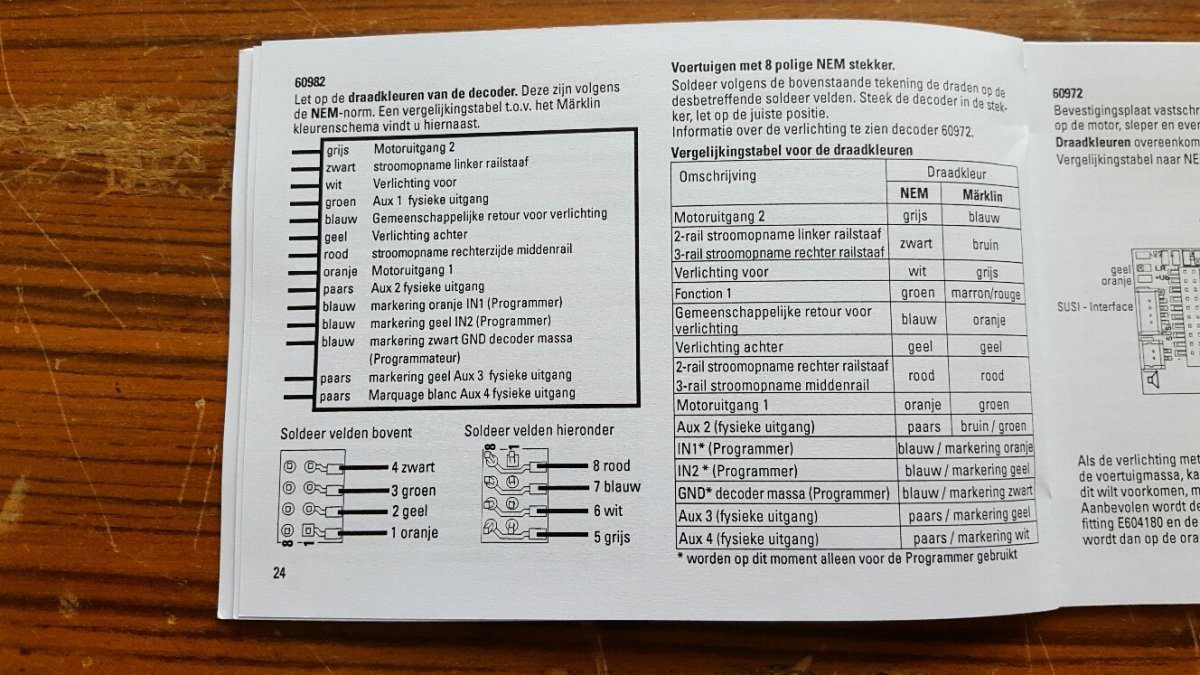 60982
Let op de draadkleuren van de decoder. Deze zijn volgens
de NEM-norm. Een vergelijkingstabel t.o.v. het Märklin
kleurenschema vindt u hiernaast.
grijs Motoruitgang 2
zwart stroomopname linker railstaaf
wit Verlichting voor
groen Aux 1 fysieke uitgang
blauw Gemeenschappelijke retour voor verlichting
geel Verlichting achter
rood stroomopname rechterzijde middenrail
oranje Motoruitgang 1
paars Aux 2 fysieke uitgang
blauw markering oranje IN1 (Programmer)
blauw markering geel IN2 (Programmer)
blauw markering zwart GND decoder massa
(Programmateur)
paars markering geel Aux 3 fysieke uitgang
paars Marquage blanc Aux 4 fysieke uitgang
Soldeer velden bovent
4 zwart
3 groen
2 geel
1 oranje
8 1
Soldeer velden hieronder
8 1
8 rood
7 blauw
6 wit
5 grijs
24
Voertuigen met 8 polige NEM stekker.
Soldeer volgens de bovenstaande tekening de draden op de
desbetreffende soldeer velden. Steek de decoder in de stek-
ker, let op de juiste positie.
Informatie over de verlichting te zien decoder 60972.
Vergelijkingstabel voor de draadkleuren
Omschrijving Draadkleur
NEM Märklin
Motoruitgang 2 grijs blauw
2-rail stroomopname linker railstaaf
3-rail stroomopname rechter railstaaf zwart bruin
Verlichting voor wit grijs
Fonction 1 groen marron/rouge
Gemeenschappelijke retour voor
verlichting blauw oranje
Verlichting achter geel geel
2-rail stroomopname rechter railstaaf
3-rail stroomopname middenrail rood rood
Motoruitgang 1 oranje groen
Aux 2 (fysieke uitgang) paars bruin / groen
IN1* (Programmer) blauw / markering oranje
IN2 * (Programmer) blauw / markering geel
GND* decoder massa (Programmer) blauw / markering zwart
Aux 3 (fysieke uitgang) paars / markering geel
Aux 4 (fysieke uitgang) paars / markering wit
* worden op dit moment alleen voor de Programmer gebruikt
60972
Bevestigingsplaat vastschr
op de motor, sleper en ever
Draadkleuren overeenkom
Vergelijkingstabel naar NE
geel
oranje
SUSI - Interface
Als de verlichting met
de voertuigmassa, ka
dit wilt voorkomen, m
Aanbevolen wordt de
fitting E604180 en de
wordt dan op de ora